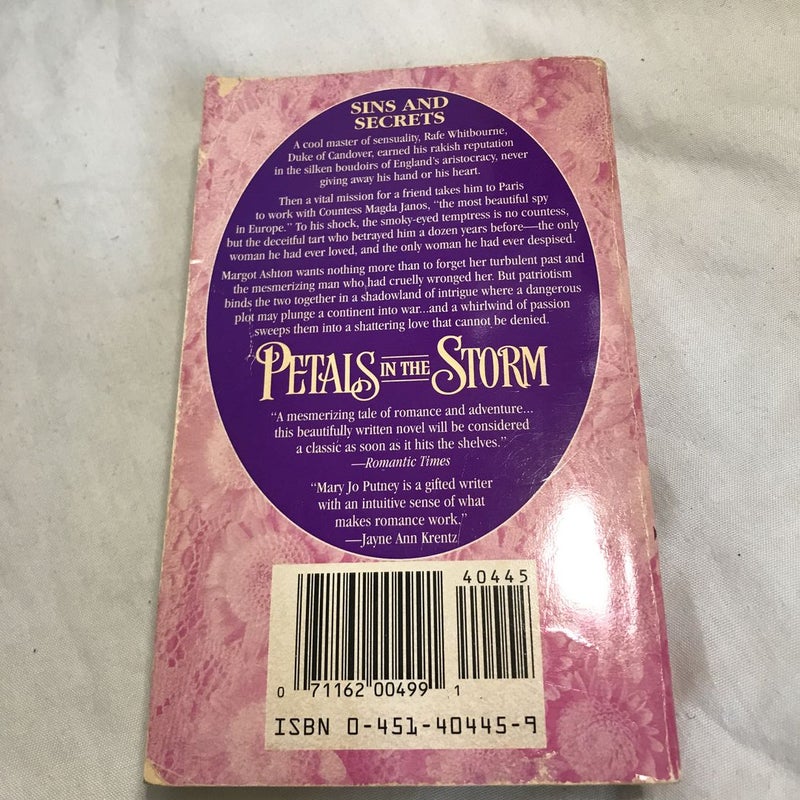 SINS AND
SECRETS
A cool master of sensuality, Rafe Whitbourne,
Duke of Candover, earned his rakish reputation
in the silken boudoirs of England's aristocracy, never
giving away his hand or his heart.
Then a vital mission for a friend takes him to Paris
to work with Countess Magda Janos, "the most beautiful spy
in Europe." To his shock, the smoky-eyed temptress is no countess,
but the deceitful tart who betrayed him a dozen years before—the only
woman he had ever loved, and the only woman he had ever despised.
Margot Ashton wants nothing more than to forget her turbulent past and
the mesmerizing man who had cruelly wronged her. But patriotism
binds the two together in a shadowland of intrigue where a dangerous
plot may plunge a continent into war...and a whirlwind of passion
sweeps them into a shattering love that cannot be denied.
PETALS IN THE STORM
"A mesmerizing tale of romance and adventure...
this beautifully written novel will be considered
a classic as soon as it hits the shelves."
—Romantic Times
"Mary Jo Putney is a gifted writer
with an intuitive sense of what
makes romance work."
—Jayne Ann Krentz
40445
0 71162 00499 1
ISBN 0-451-40445-9